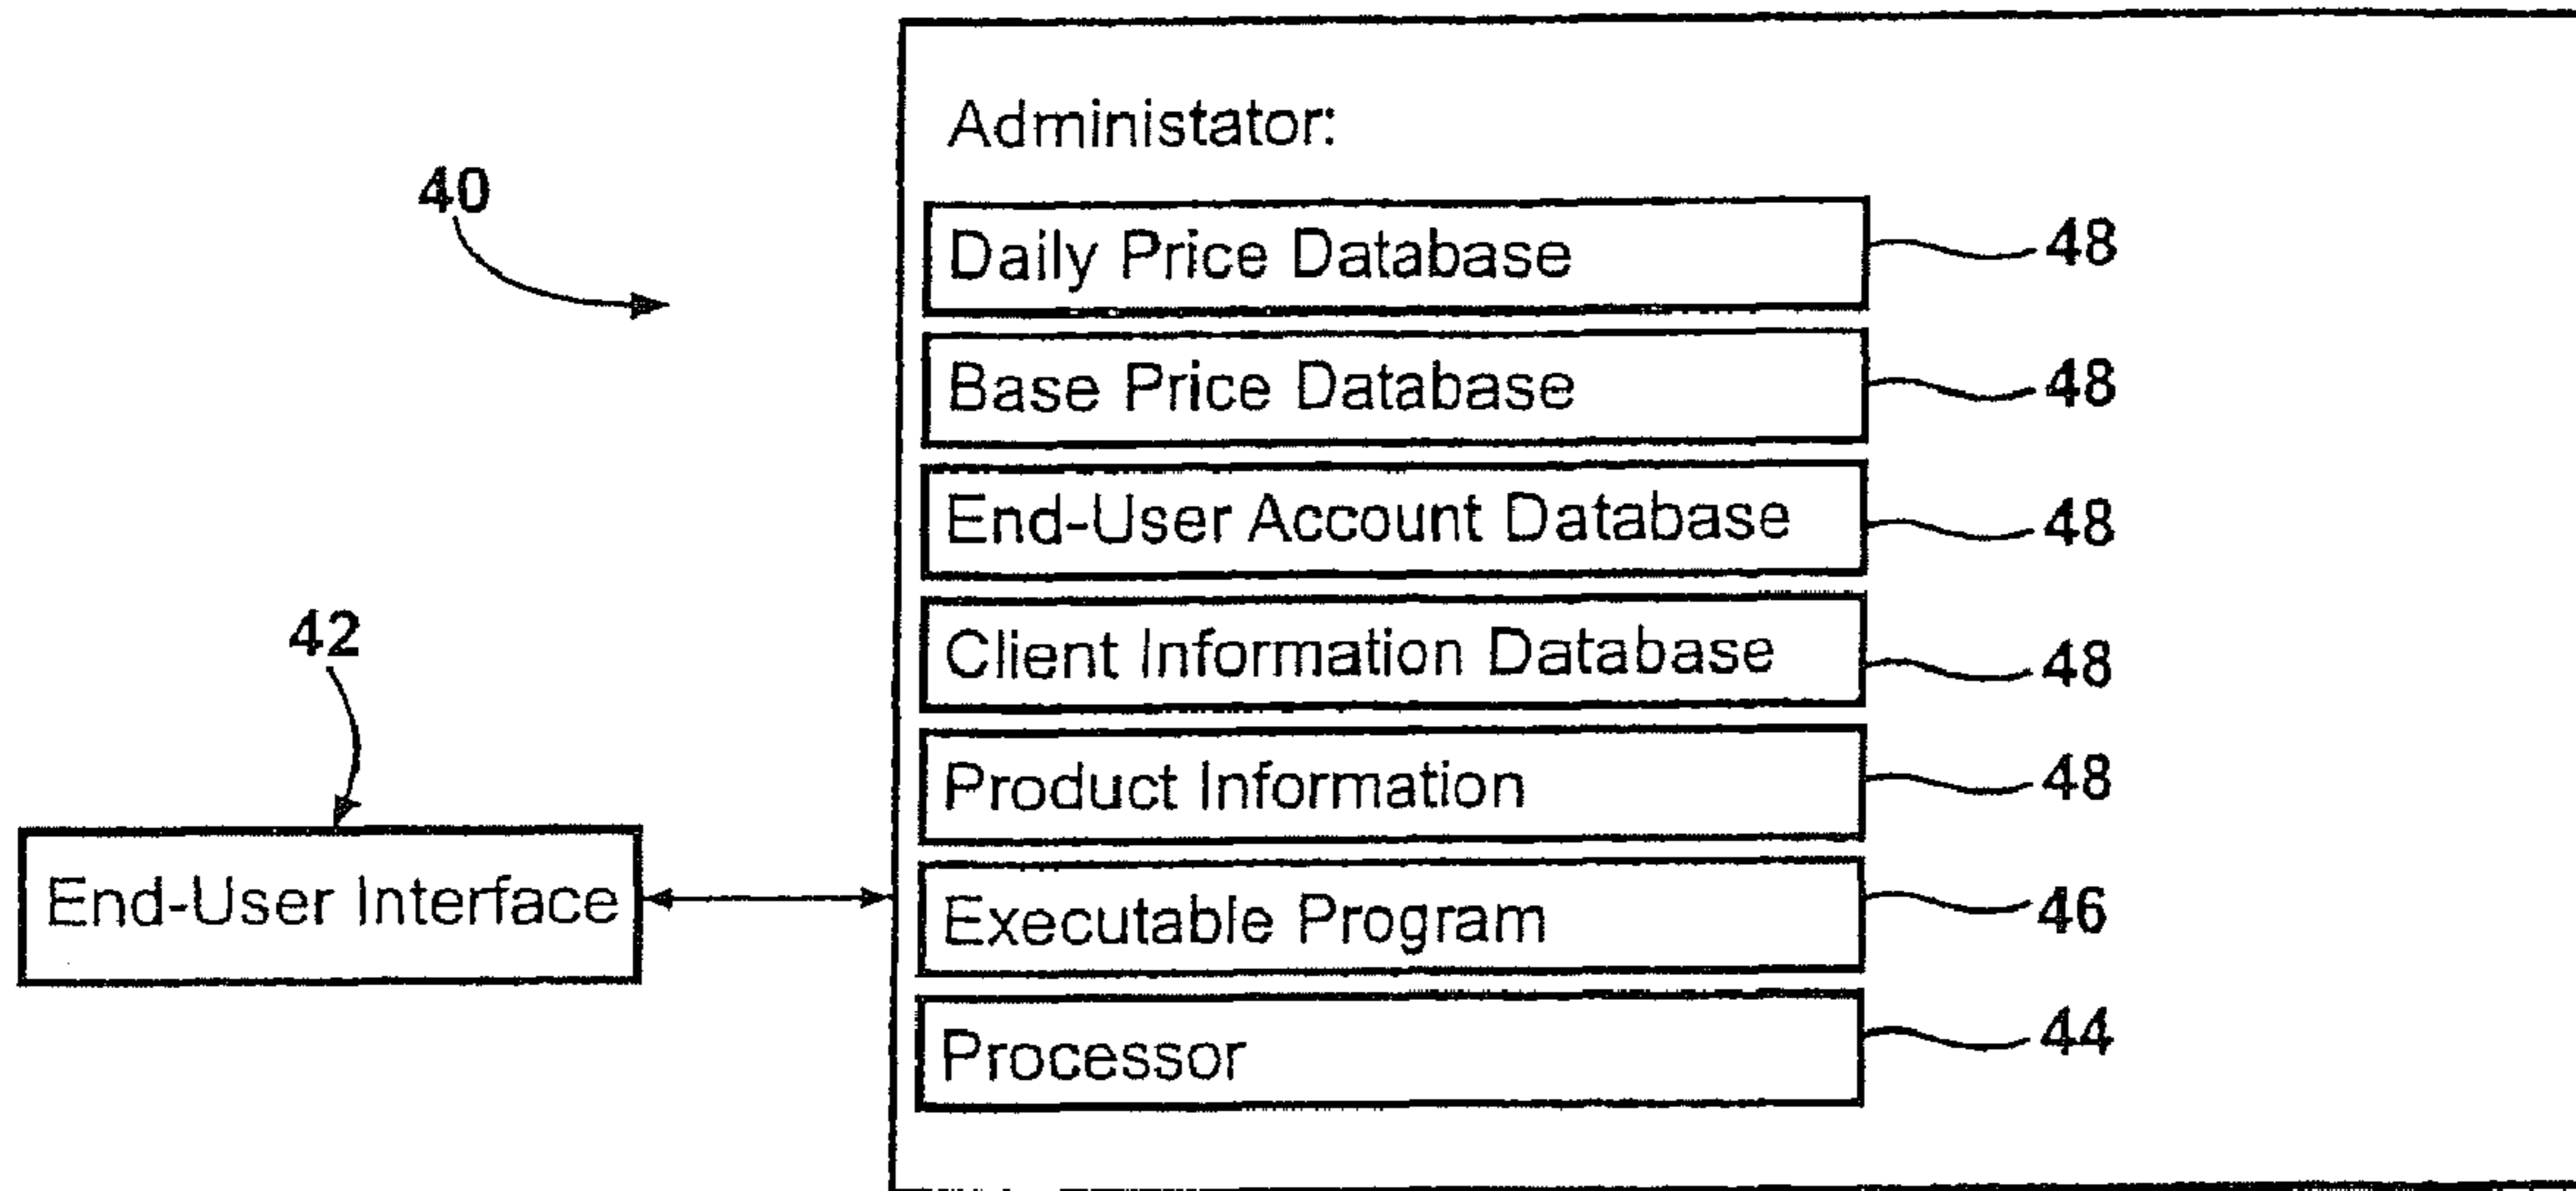 Administator:
40
Daily Price Database 48
Base Price Database 48
End-User Account Database 48
Client Information Database 48
42
Product Information 48
End-User Interface
Executable Program 46
Processor 44